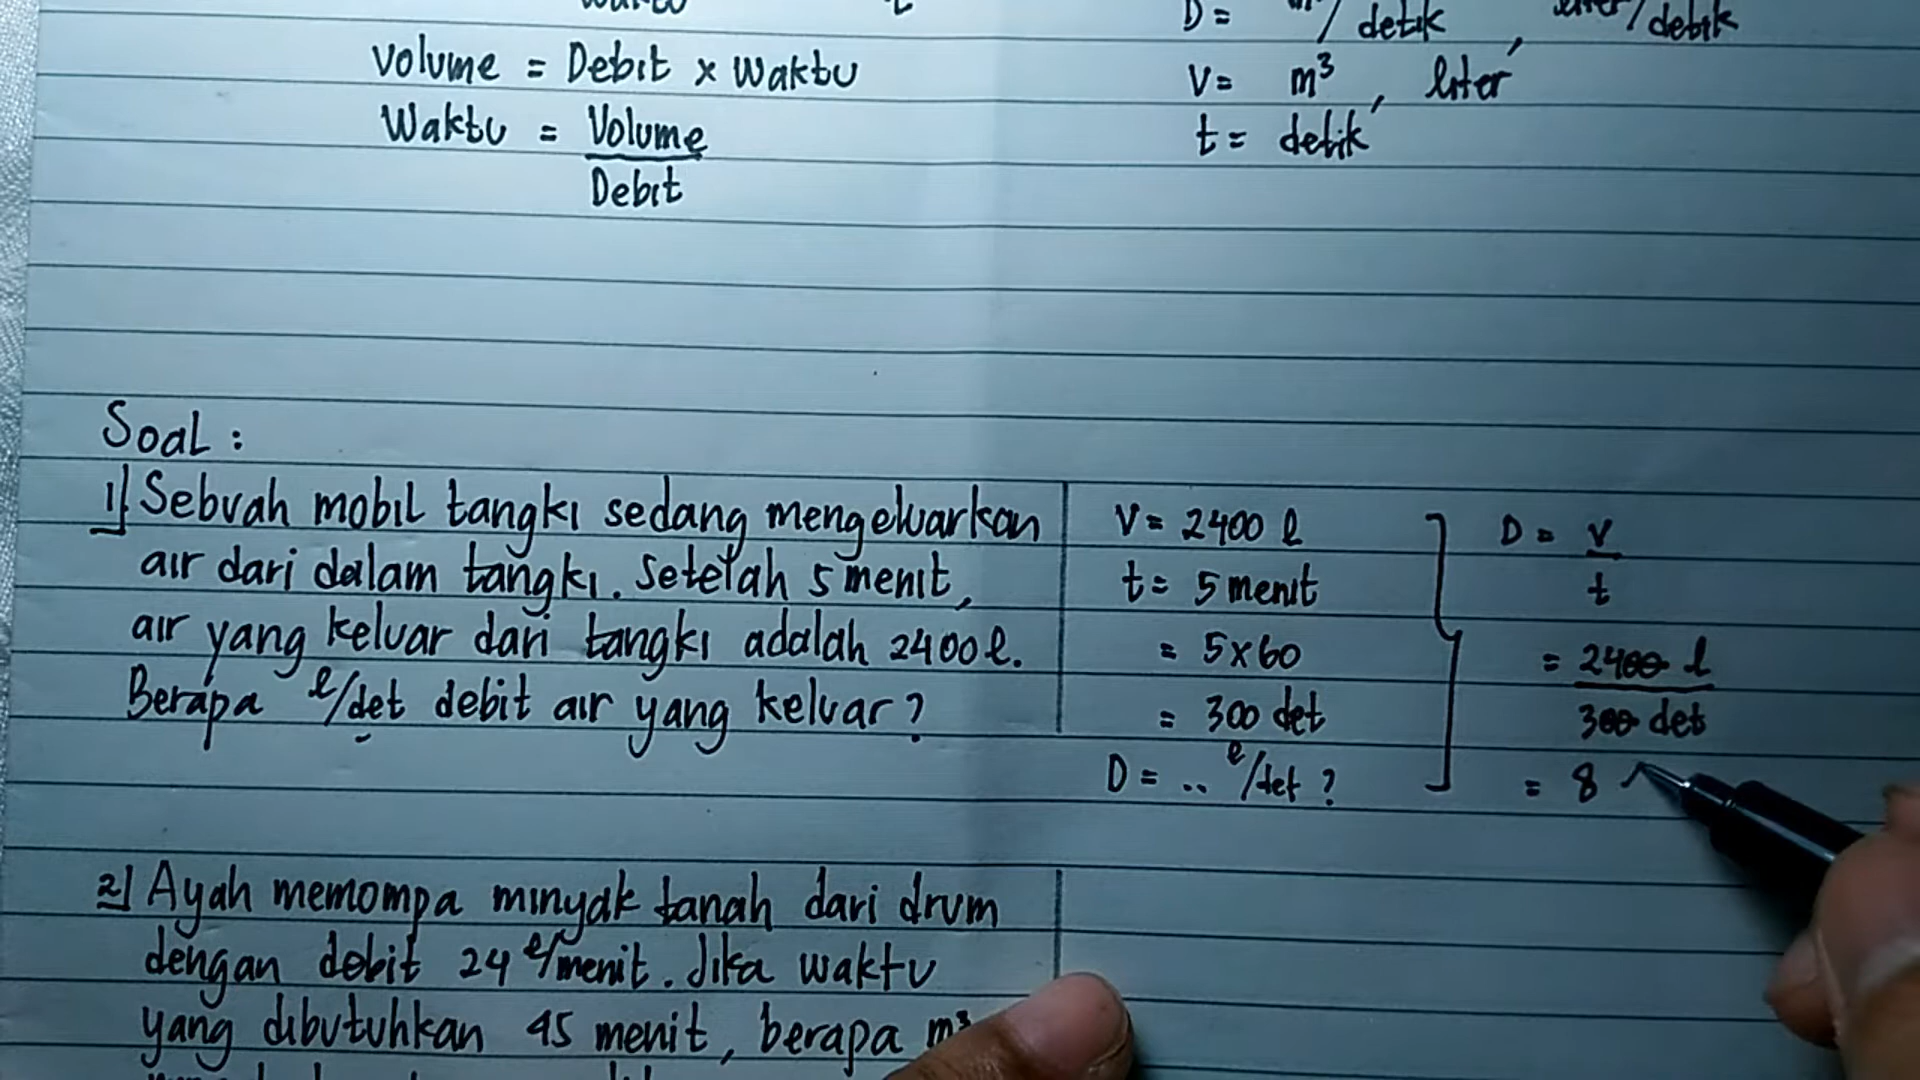 D = / detik , /detik
Volume = Debit x Waktu
V = m³ , liter
Waktu = Volume
Debit
t = detik
Soal :
1] Sebuah mobil tangki sedang mengeluarkan
air dari dalam tangki. Setelah 5 menit,
air yang keluar dari tangki adalah 2400 l.
Berapa l/det debit air yang keluar?
V = 2400 l
t = 5 menit
= 5x60
= 300 det
D = .. l/det ?
D = V
t
= 2400 l
300 det
= 8
2] Ayah memompa minyak tanah dari drum
dengan debit 24 l/menit. Jika waktu
yang dibutuhkan 45 menit, berapa m³